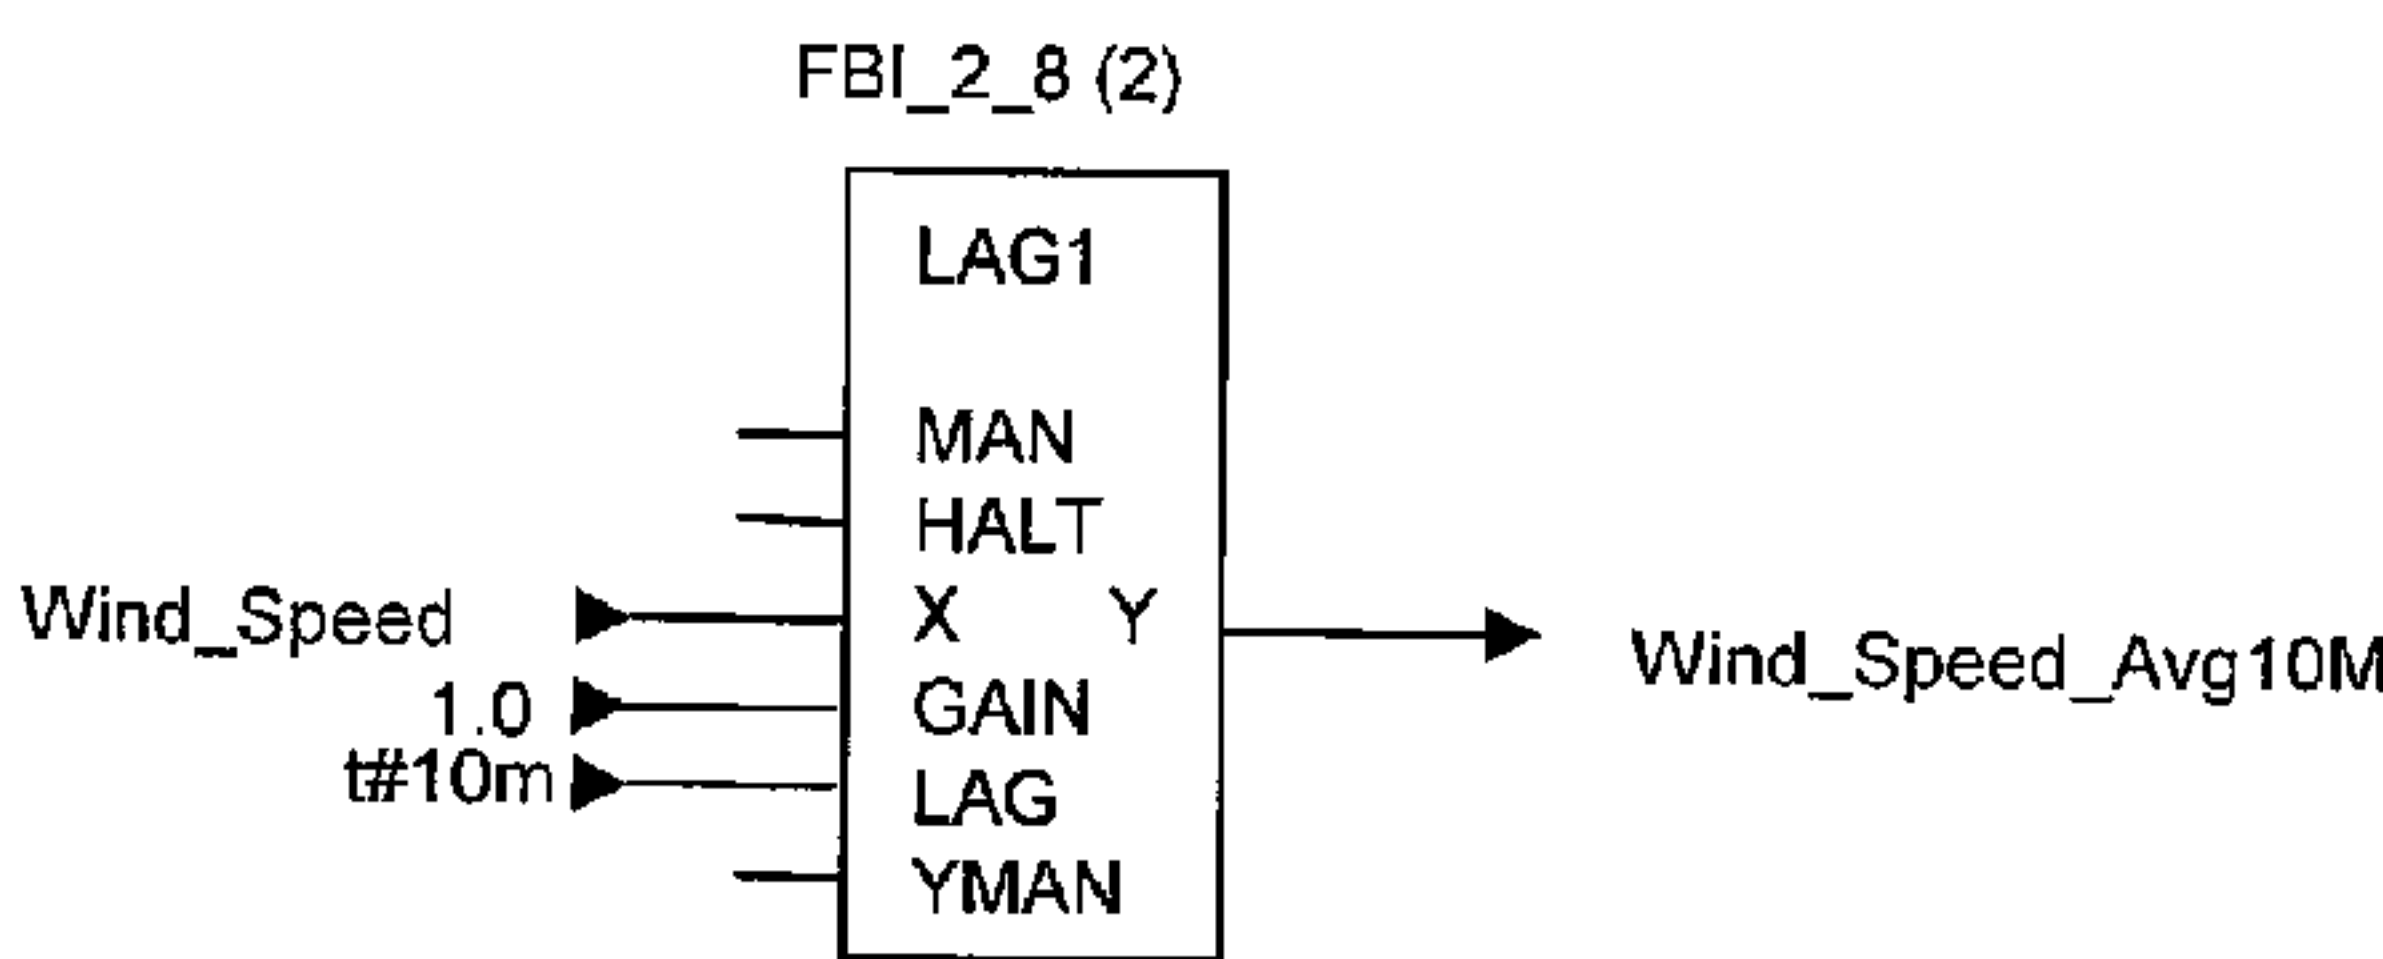 FBI_2_8 (2)
LAG1
MAN
HALT
Wind_Speed X Y Wind_Speed_Avg10M
1.0 GAIN
t#10m LAG
YMAN